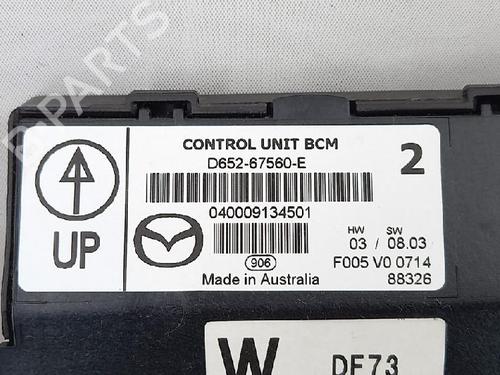 B-PARTS
CONTROL UNIT BCM
D652-67560-E
2
040009134501
UP
HW SW
03 / 08.03
906
F005 V0 0714
Made in Australia
88326
W
DF73